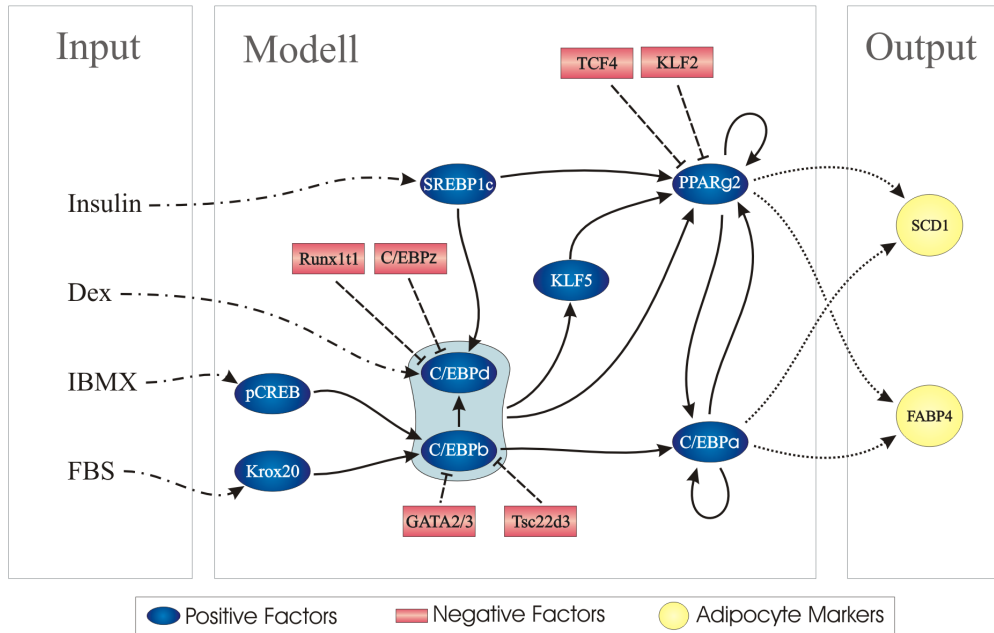 Input
Modell
Output
TCF4
KLF2
Insulin
SREBP1c
PPARg2
SCD1
Runx1t1
C/EBPz
KLF5
Dex
C/EBPd
IBMX
pCREB
FABP4
C/EBPb
C/EBPa
FBS
Krox20
GATA2/3
Tsc22d3
Positive Factors
Negative Factors
Adipocyte Markers